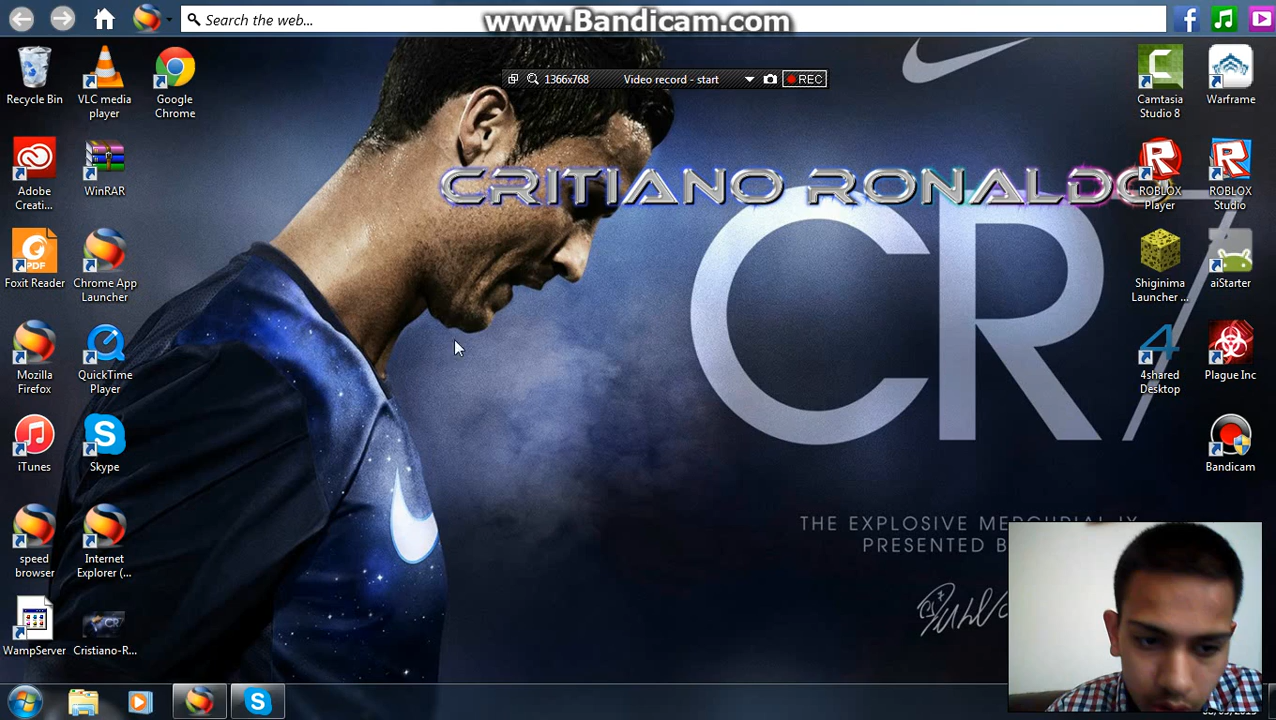 Search the web...
www.Bandicam.com
1366x768
Video record - start
REC
Recycle Bin
VLC media
player
Google
Chrome
Camtasia
Studio 8
Warframe
Adobe
Creati...
WinRAR
CRITIANO RONALDO
ROBLOX
Player
ROBLOX
Studio
CR7
Foxit Reader
Chrome App
Launcher
Shiginima
Launcher ...
aiStarter
Mozilla
Firefox
QuickTime
Player
4shared
Desktop
Plague Inc
iTunes
Skype
Bandicam
THE EXPLOSIVE MERCURIAL IX
PRESENTED B
speed
browser
Internet
Explorer (...
WampServer
Cristiano-R...